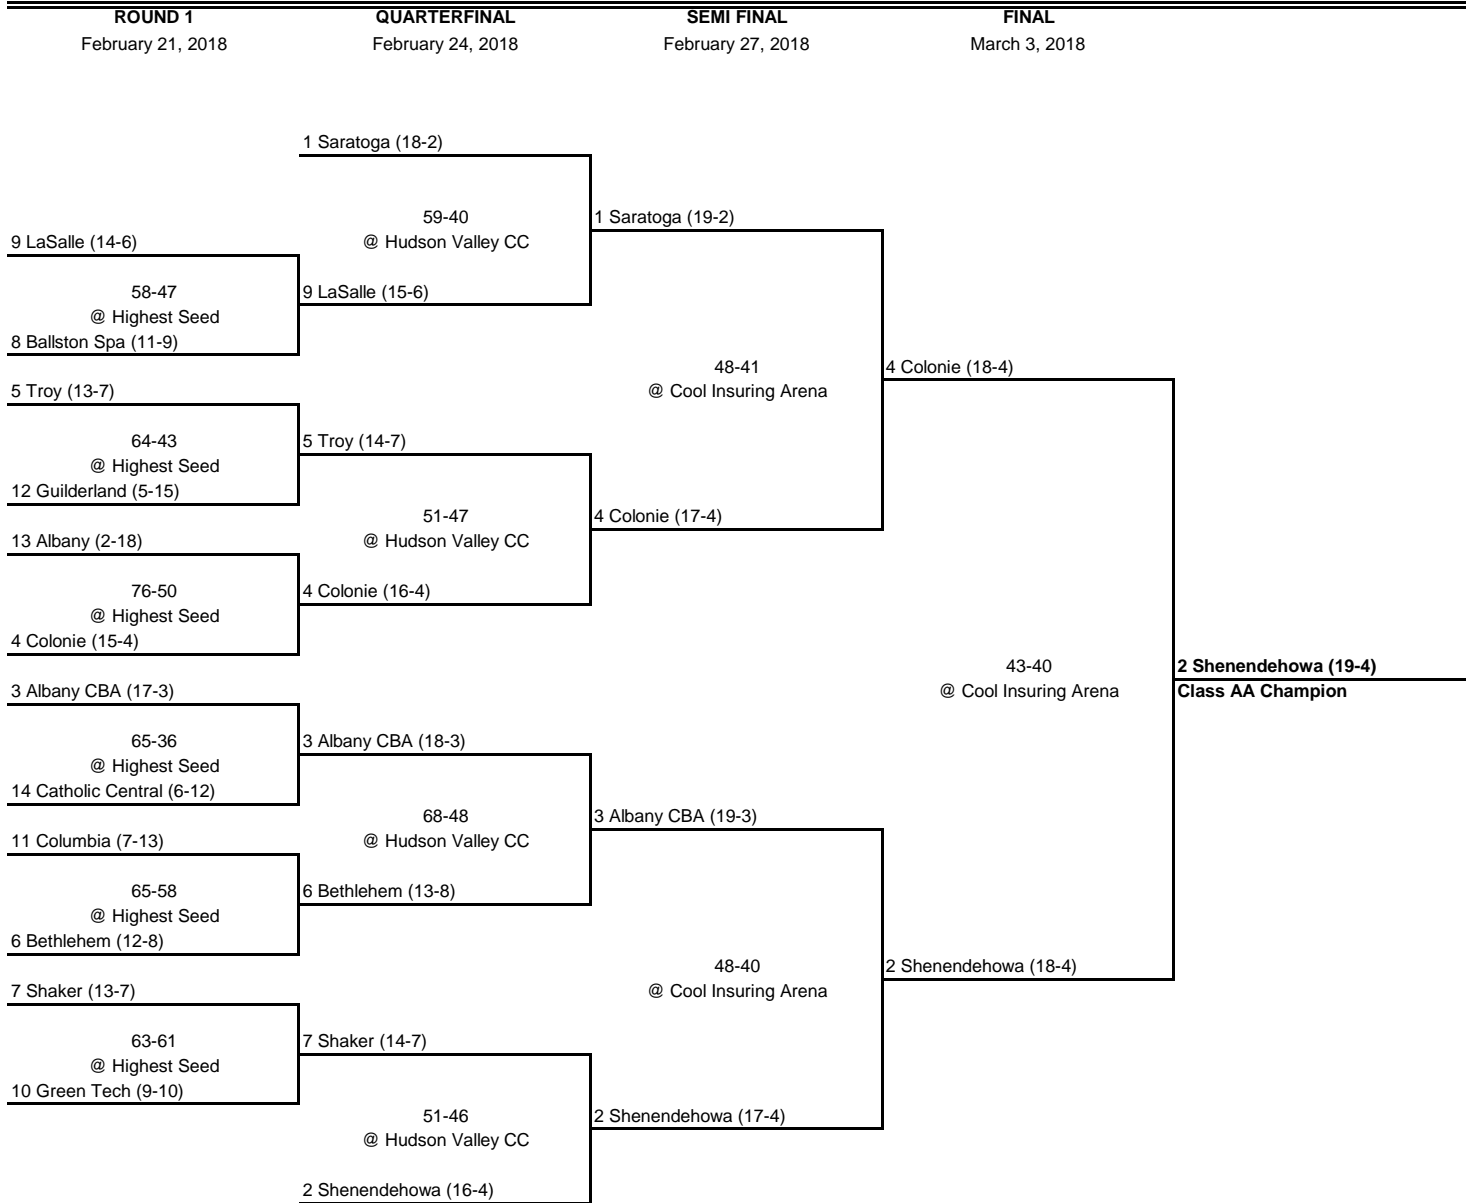 ROUND 1 QUARTERFINAL SEMI FINAL FINAL
February 21, 2018 February 24, 2018 February 27, 2018 March 3, 2018
1 Saratoga (18-2)
59-40 1 Saratoga (19-2)
9 LaSalle (14-6) @ Hudson Valley CC
58-47 9 LaSalle (15-6)
@ Highest Seed
8 Ballston Spa (11-9)
48-41 4 Colonie (18-4)
5 Troy (13-7) @ Cool Insuring Arena
64-43 5 Troy (14-7)
@ Highest Seed
12 Guilderland (5-15)
51-47 4 Colonie (17-4)
13 Albany (2-18) @ Hudson Valley CC
76-50 4 Colonie (16-4)
@ Highest Seed
4 Colonie (15-4)
43-40 2 Shenendehowa (19-4)
3 Albany CBA (17-3) @ Cool Insuring Arena Class AA Champion
65-36 3 Albany CBA (18-3)
@ Highest Seed
14 Catholic Central (6-12)
68-48 3 Albany CBA (19-3)
11 Columbia (7-13) @ Hudson Valley CC
65-58 6 Bethlehem (13-8)
@ Highest Seed
6 Bethlehem (12-8)
48-40 2 Shenendehowa (18-4)
7 Shaker (13-7) @ Cool Insuring Arena
63-61 7 Shaker (14-7)
@ Highest Seed
10 Green Tech (9-10)
51-46 2 Shenendehowa (17-4)
@ Hudson Valley CC
2 Shenendehowa (16-4)